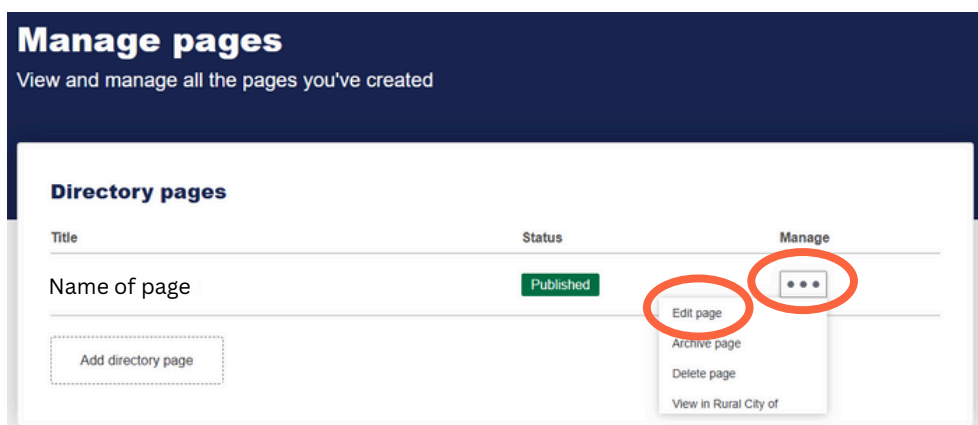 Manage pages
View and manage all the pages you've created
Directory pages
Title Status Manage
Name of page Published
Edit page
Archive page
Add directory page
Delete page
View in Rural City of